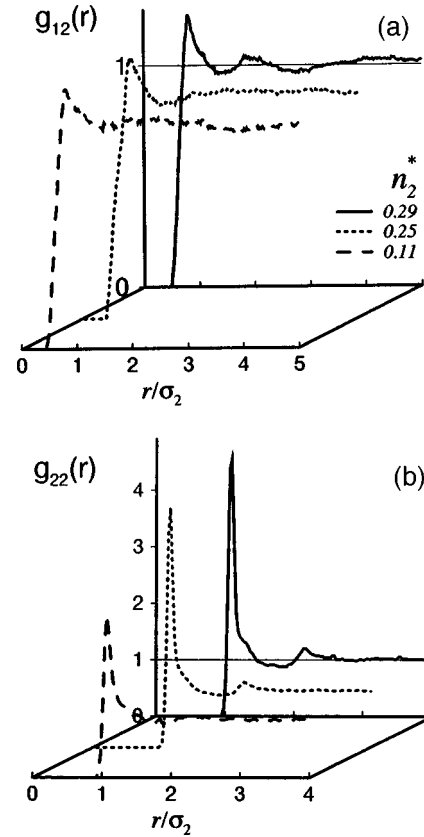 g₁₂(r)
(a)
1
n₂*
0.29
0.25
0.11
0
0 1 2 3 4 5
r/σ₂
g₂₂(r)
(b)
4
3
2
1
0
0 1 2 3 4
r/σ₂